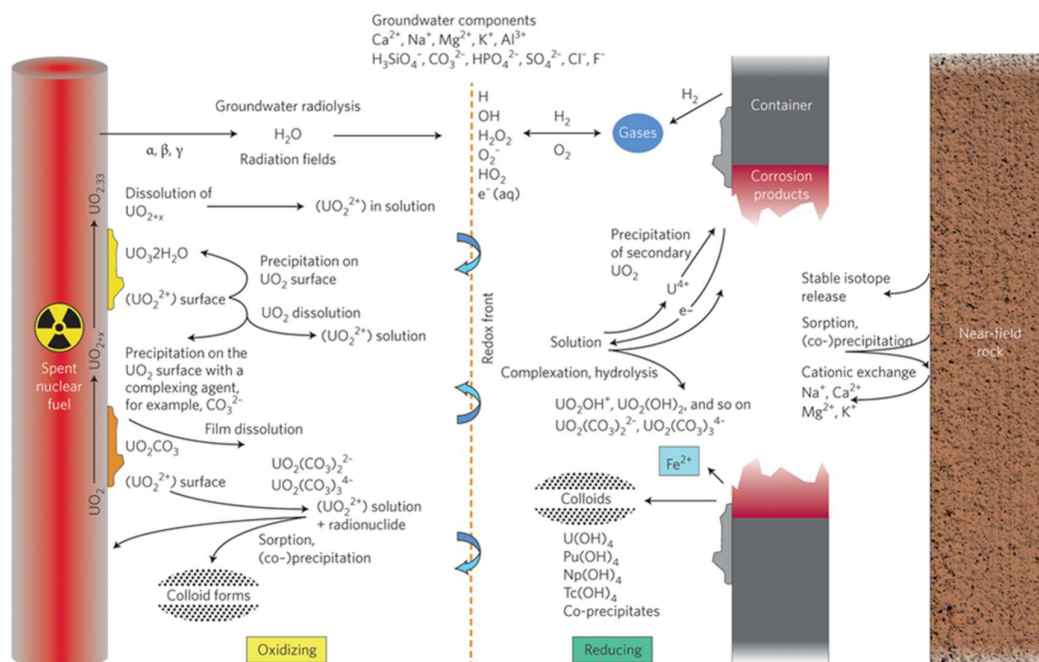 Groundwater components
Ca²⁺, Na⁺, Mg²⁺, K⁺, Al³⁺
H₃SiO₄⁻, CO₃²⁻, HPO₄²⁻, SO₄²⁻, Cl⁻, F⁻
Groundwater radiolysis
H₂O
α, β, γ
Radiation fields
H
OH
H₂O₂
O₂⁻
HO₂
e⁻ (aq)
H₂
O₂
Gases
H₂
Container
Corrosion
products
Dissolution of
UO₂₊ₓ
(UO₂²⁺) in solution
UO₂.₃₃
UO₂₊ₓ
UO₂
UO₃2H₂O
Precipitation on
UO₂ surface
(UO₂²⁺) surface
UO₂ dissolution
(UO₂²⁺) solution
Spent
nuclear
fuel
Precipitation on the
UO₂ surface with a
complexing agent,
for example, CO₃²⁻
Film dissolution
UO₂CO₃
UO₂(CO₃)₂²⁻
UO₂(CO₃)₃⁴⁻
(UO₂²⁺) surface
(UO₂²⁺) solution
+ radionuclide
Sorption,
(co-)precipitation
Colloid forms
Oxidizing
Redox front
Precipitation
of secondary
UO₂
U⁴⁺
e–
Solution
Complexation, hydrolysis
UO₂OH⁺, UO₂(OH)₂, and so on
UO₂(CO₃)₂²⁻, UO₂(CO₃)₃⁴⁻
Fe²⁺
Colloids
U(OH)₄
Pu(OH)₄
Np(OH)₄
Tc(OH)₄
Co-precipitates
Reducing
Stable isotope
release
Sorption,
(co-)precipitation
Cationic exchange
Na⁺, Ca²⁺
Mg²⁺, K⁺
Near-field
rock